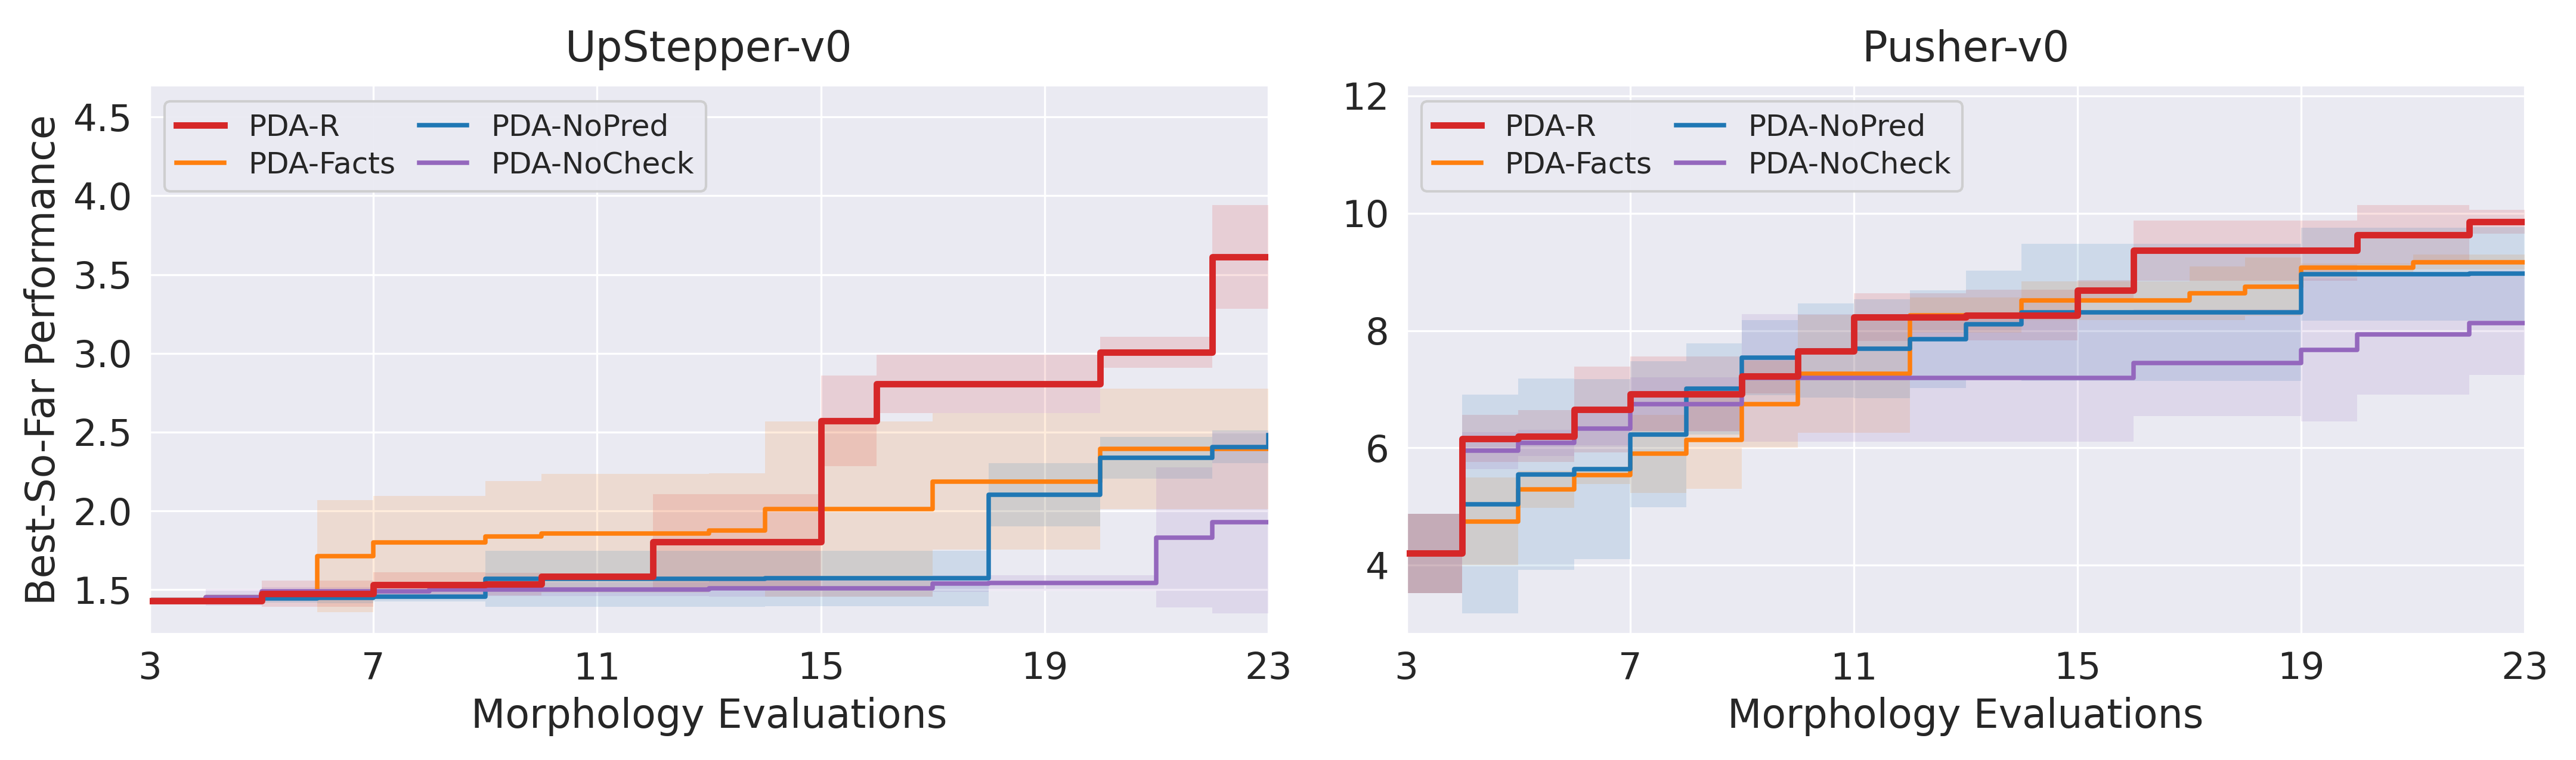 UpStepper-v0
Best-So-Far Performance
4.5
4.0
3.5
3.0
2.5
2.0
1.5
PDA-R
PDA-Facts
PDA-NoPred
PDA-NoCheck
3 7 11 15 19 23
Morphology Evaluations
Pusher-v0
12
10
8
6
4
PDA-R
PDA-Facts
PDA-NoPred
PDA-NoCheck
3 7 11 15 19 23
Morphology Evaluations